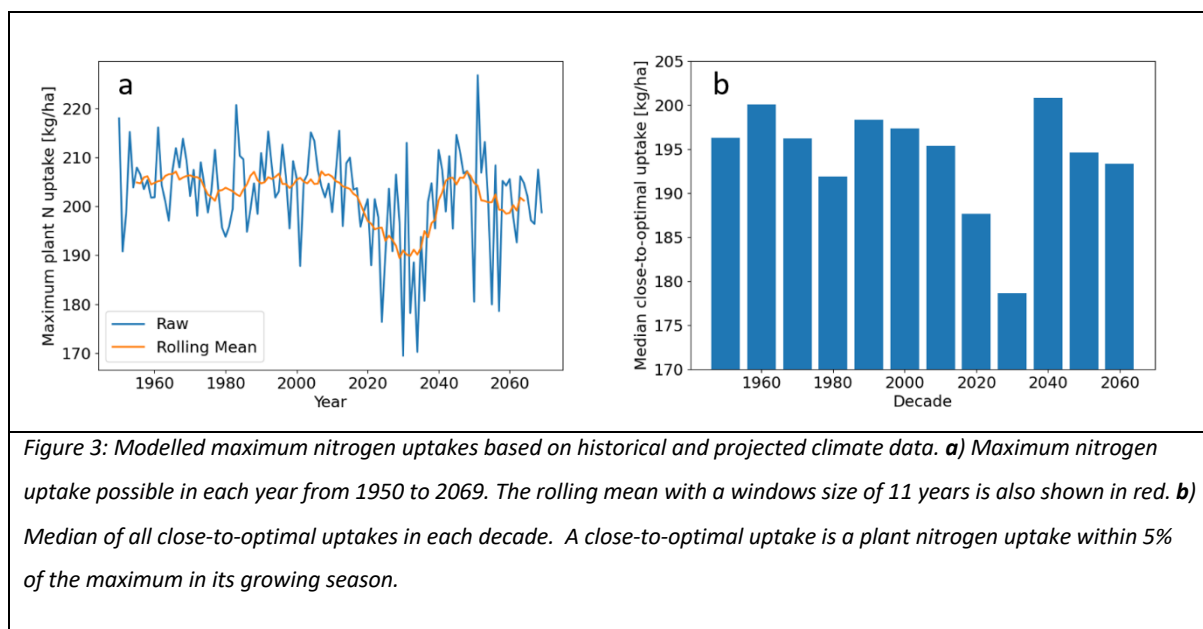 a
Maximum plant N uptake [kg/ha]
220
210
200
190
180
170
Raw
Rolling Mean
1960 1980 2000 2020 2040 2060
Year
b
Median close-to-optimal uptake [kg/ha]
205
200
195
190
185
180
175
170
1960 1980 2000 2020 2040 2060
Decade
Figure 3: Modelled maximum nitrogen uptakes based on historical and projected climate data. a) Maximum nitrogen
uptake possible in each year from 1950 to 2069. The rolling mean with a windows size of 11 years is also shown in red. b)
Median of all close-to-optimal uptakes in each decade.  A close-to-optimal uptake is a plant nitrogen uptake within 5%
of the maximum in its growing season.